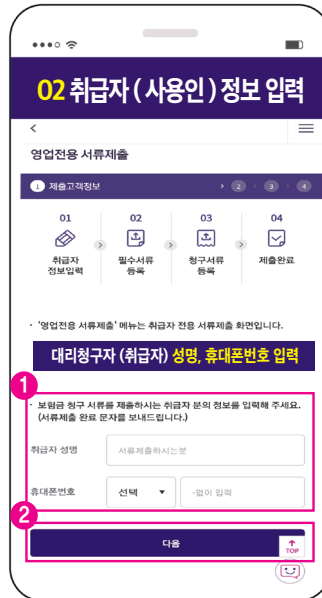 02 취급자 ( 사용인 ) 정보 입력
<
영업전용 서류제출
1 제출고객정보 > 2 > 3 > 4
01 02 03 04
취급자 정보입력 > 필수서류 등록 > 청구서류 등록 > 제출완료
· '영업전용 서류제출' 메뉴는 취급자 전용 서류제출 화면입니다.
대리청구자 (취급자) 성명, 휴대폰번호 입력
1
· 보험금 청구 서류를 제출하시는 취급자 분의 정보를 입력해 주세요.
(서류제출 완료 문자를 보내드립니다.)
취급자 성명 서류제출하시는분
휴대폰번호 선택 ▼ -없이 입력
2
다음
TOP